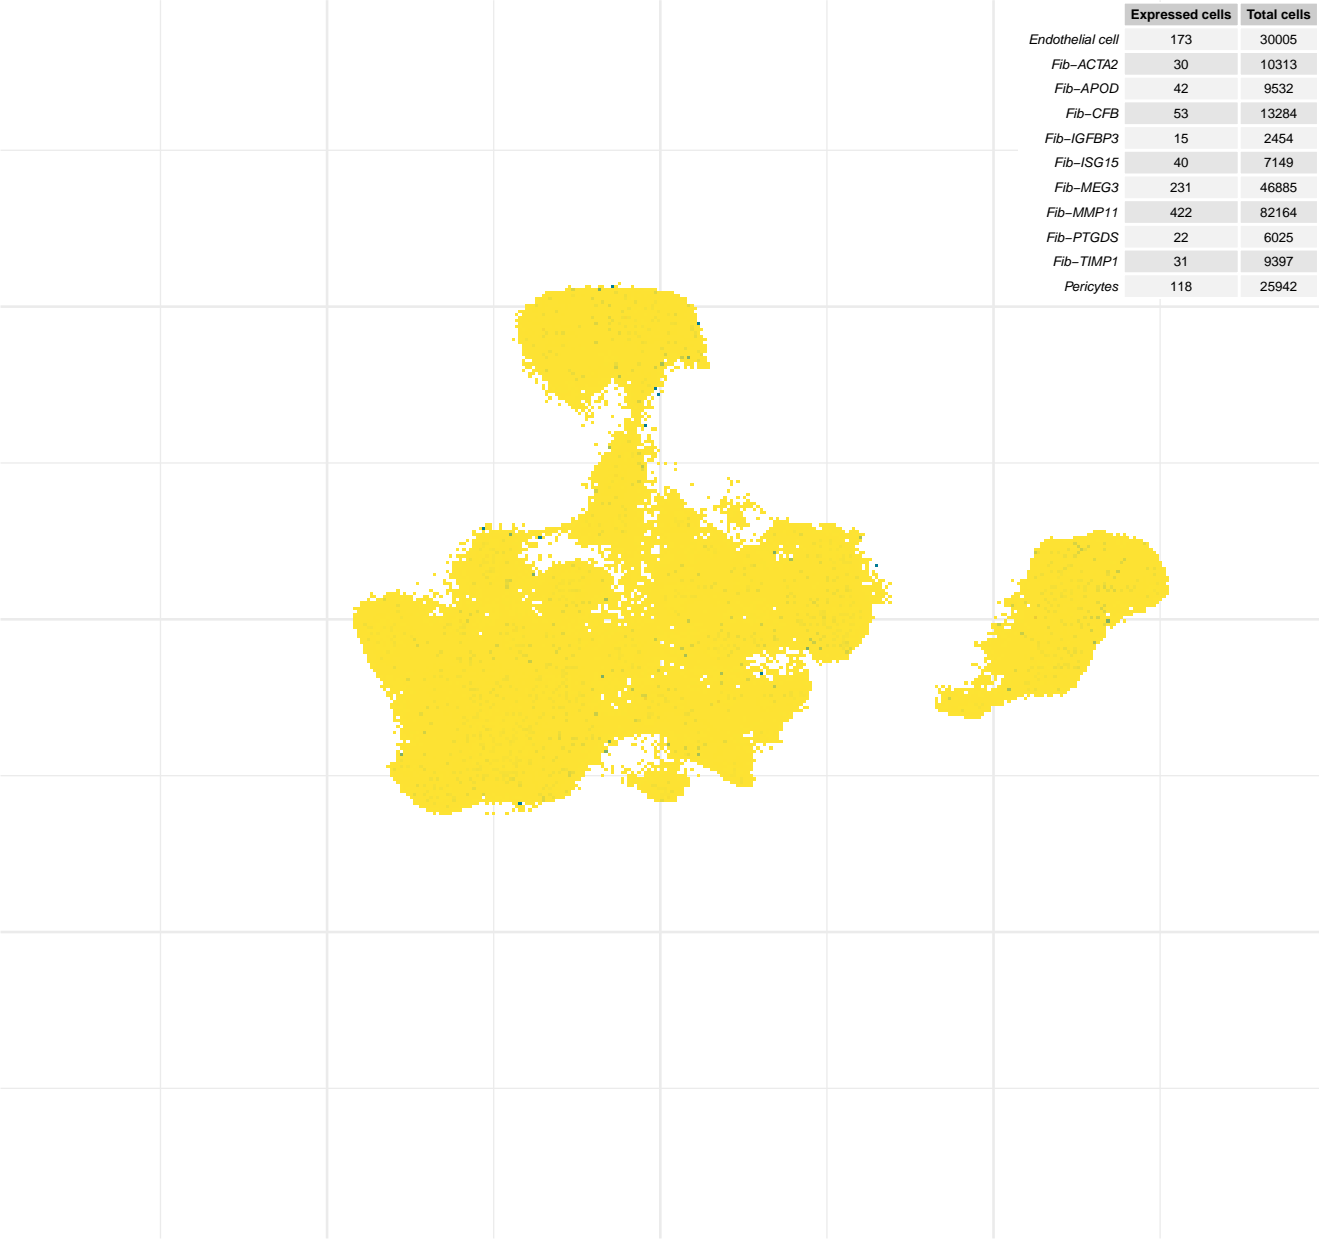 Expressed cells Total cells
Endothelial cell 173 30005
Fib−ACTA2 30 10313
Fib−APOD 42 9532
Fib−CFB 53 13284
Fib−IGFBP3 15 2454
Fib−ISG15 40 7149
Fib−MEG3 231 46885
Fib−MMP11 422 82164
Fib−PTGDS 22 6025
Fib−TIMP1 31 9397
Pericytes 118 25942